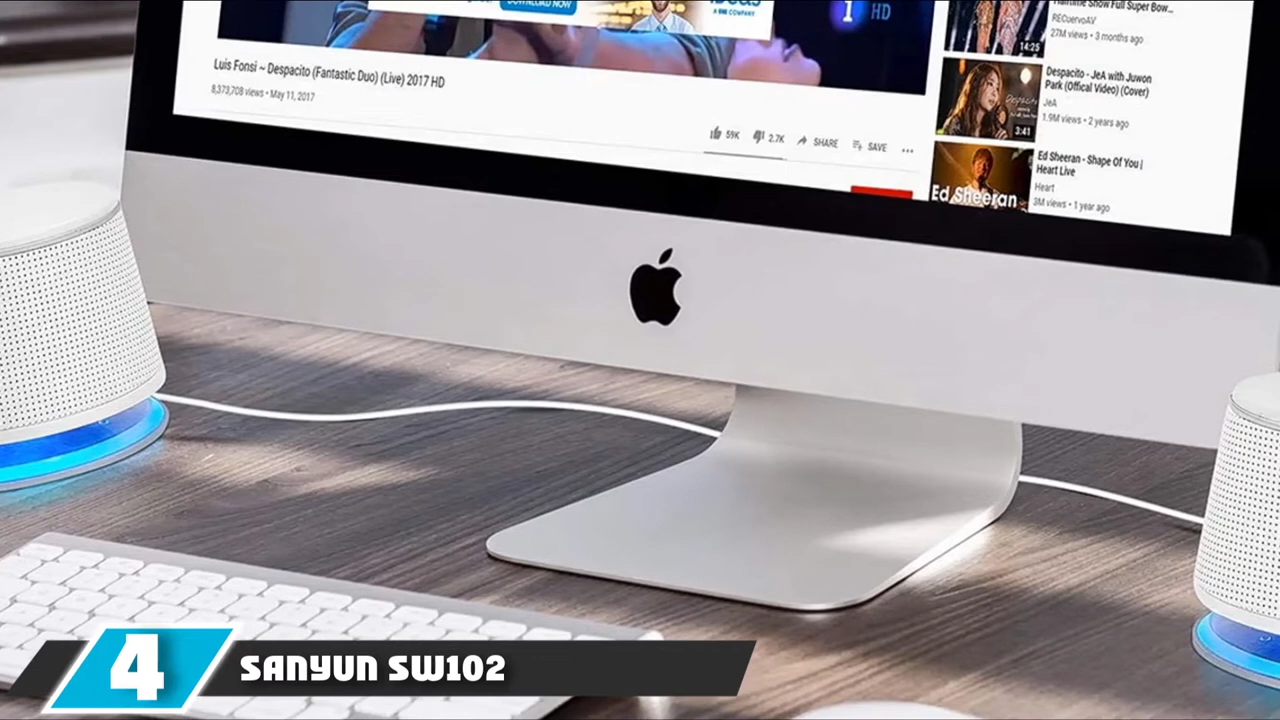 DOWNLOAD NOW
A COMPANY
1 HD
Luis Fonsi ~ Despacito (Fantastic Duo) (Live) 2017 HD
8,373,708 views • May 11, 2017
59K
2.7K
SHARE
SAVE
Halftime Show Full Super Bow...
RECuervoAV
27M views • 3 months ago
14:25
Despacito - JeA with Juwon
Park (Offical Video) (Cover)
JeA
1.9M views • 2 years ago
Despacito
3:41
Ed Sheeran - Shape Of You |
Heart Live
Heart
3M views • 1 year ago
Ed Sheeran
4
SANYUN SW102